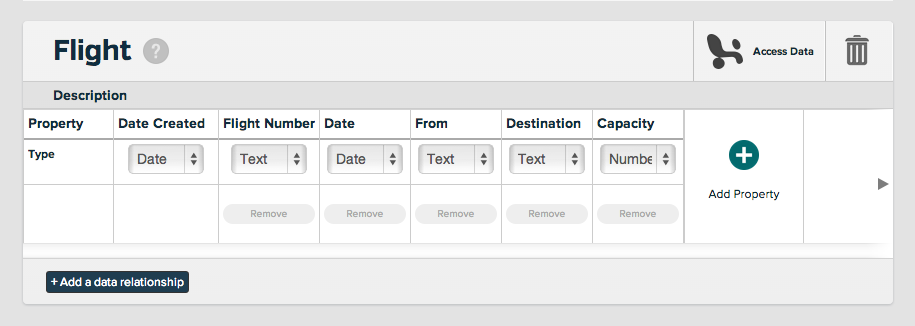 Flight ?
Access Data
Description
Property Date Created Flight Number Date From Destination Capacity
Type Date Text Date Text Text Numbe
Add Property
Remove Remove Remove Remove Remove
+ Add a data relationship